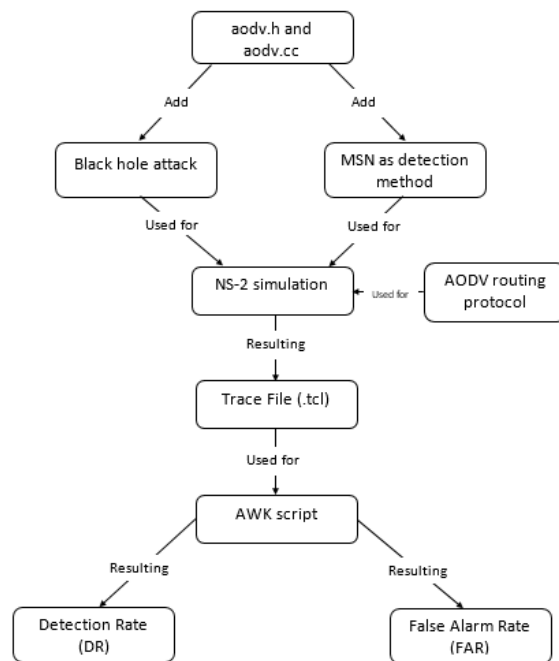 aodv.h and
aodv.cc
Add
Add
Black hole attack
MSN as detection
method
Used for
Used for
NS-2 simulation
Used for
AODV routing
protocol
Resulting
Trace File (.tcl)
Used for
AWK script
Resulting
Resulting
Detection Rate
(DR)
False Alarm Rate
(FAR)